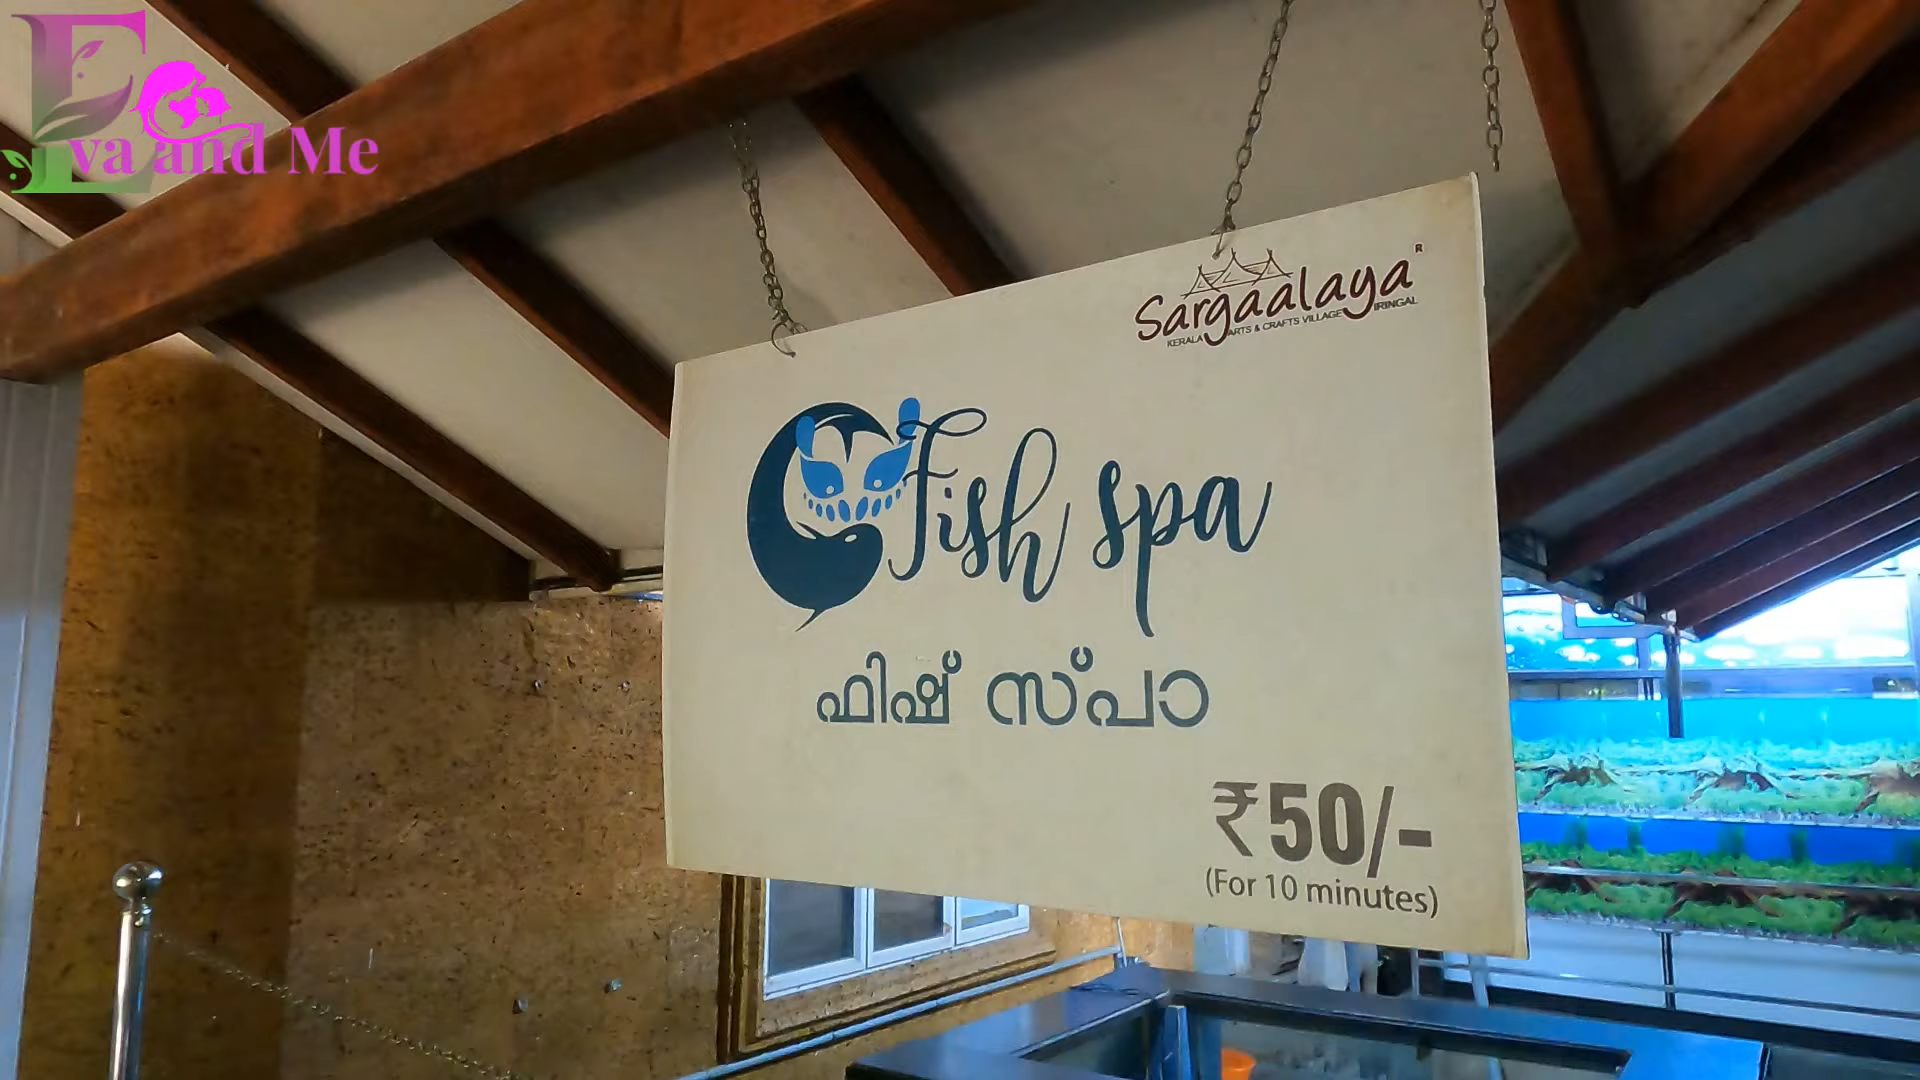 Eva and Me
Sargaalaya®
KERALA ARTS & CRAFTS VILLAGE IRINGAL
Fish spa
ഫിഷ് സ്പാ
₹50/-
(For 10 minutes)